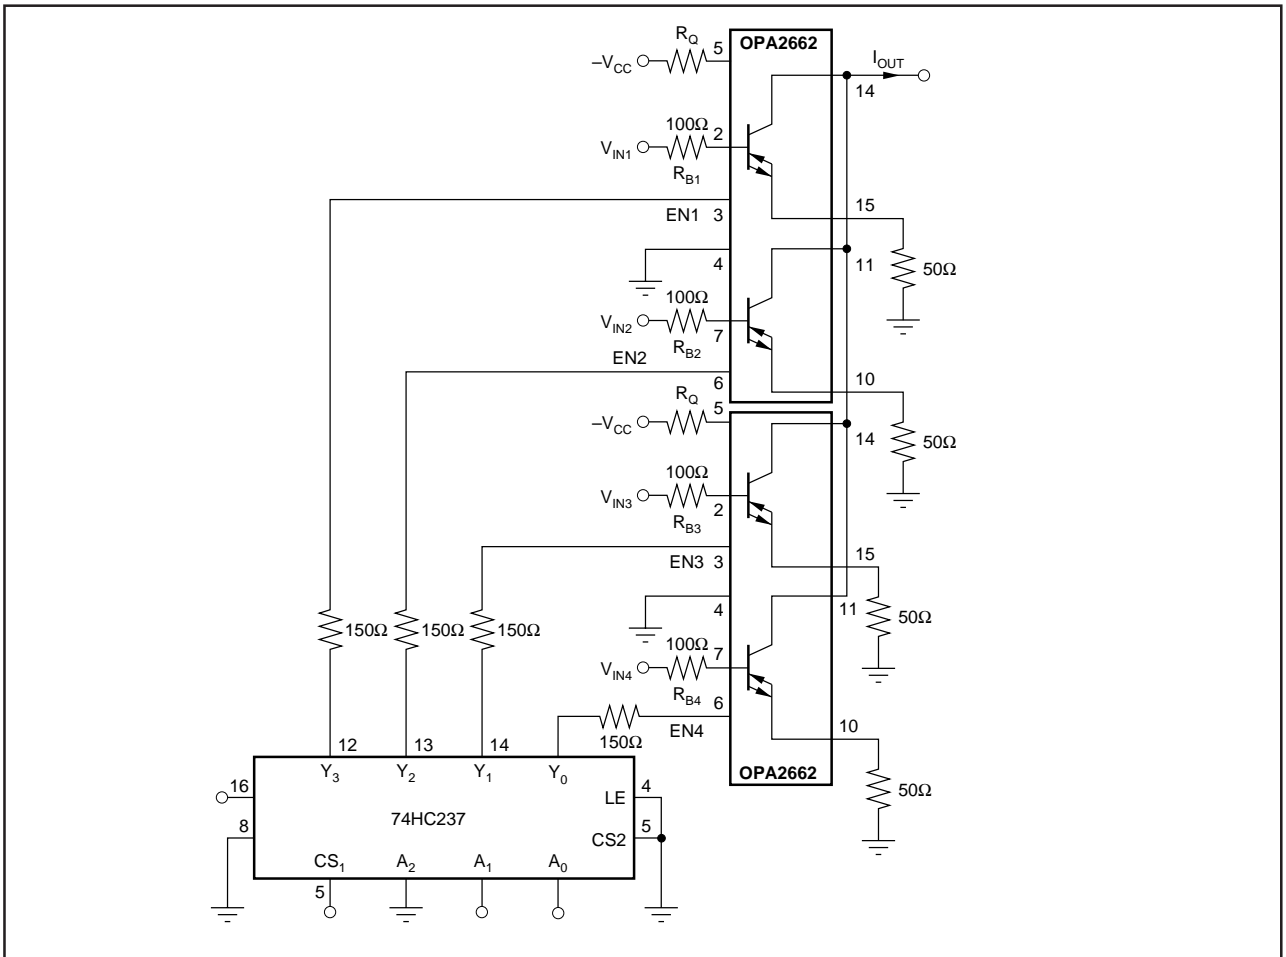 OPA2662
R_Q
5
–V_CC
I_OUT
14
100Ω
2
V_IN1
R_B1
EN1 3
15
4
11
50Ω
100Ω
V_IN2
7
R_B2
EN2
6
10
R_Q
5
–V_CC
14
50Ω
100Ω
V_IN3
2
R_B3
EN3 3
15
4
11
50Ω
150Ω 150Ω 150Ω
100Ω
7
V_IN4
R_B4
6
EN4
10
150Ω
12 13 14
Y_3 Y_2 Y_1 Y_0
OPA2662
50Ω
16
LE 4
74HC237
8
CS2 5
CS_1 A_2 A_1 A_0
5